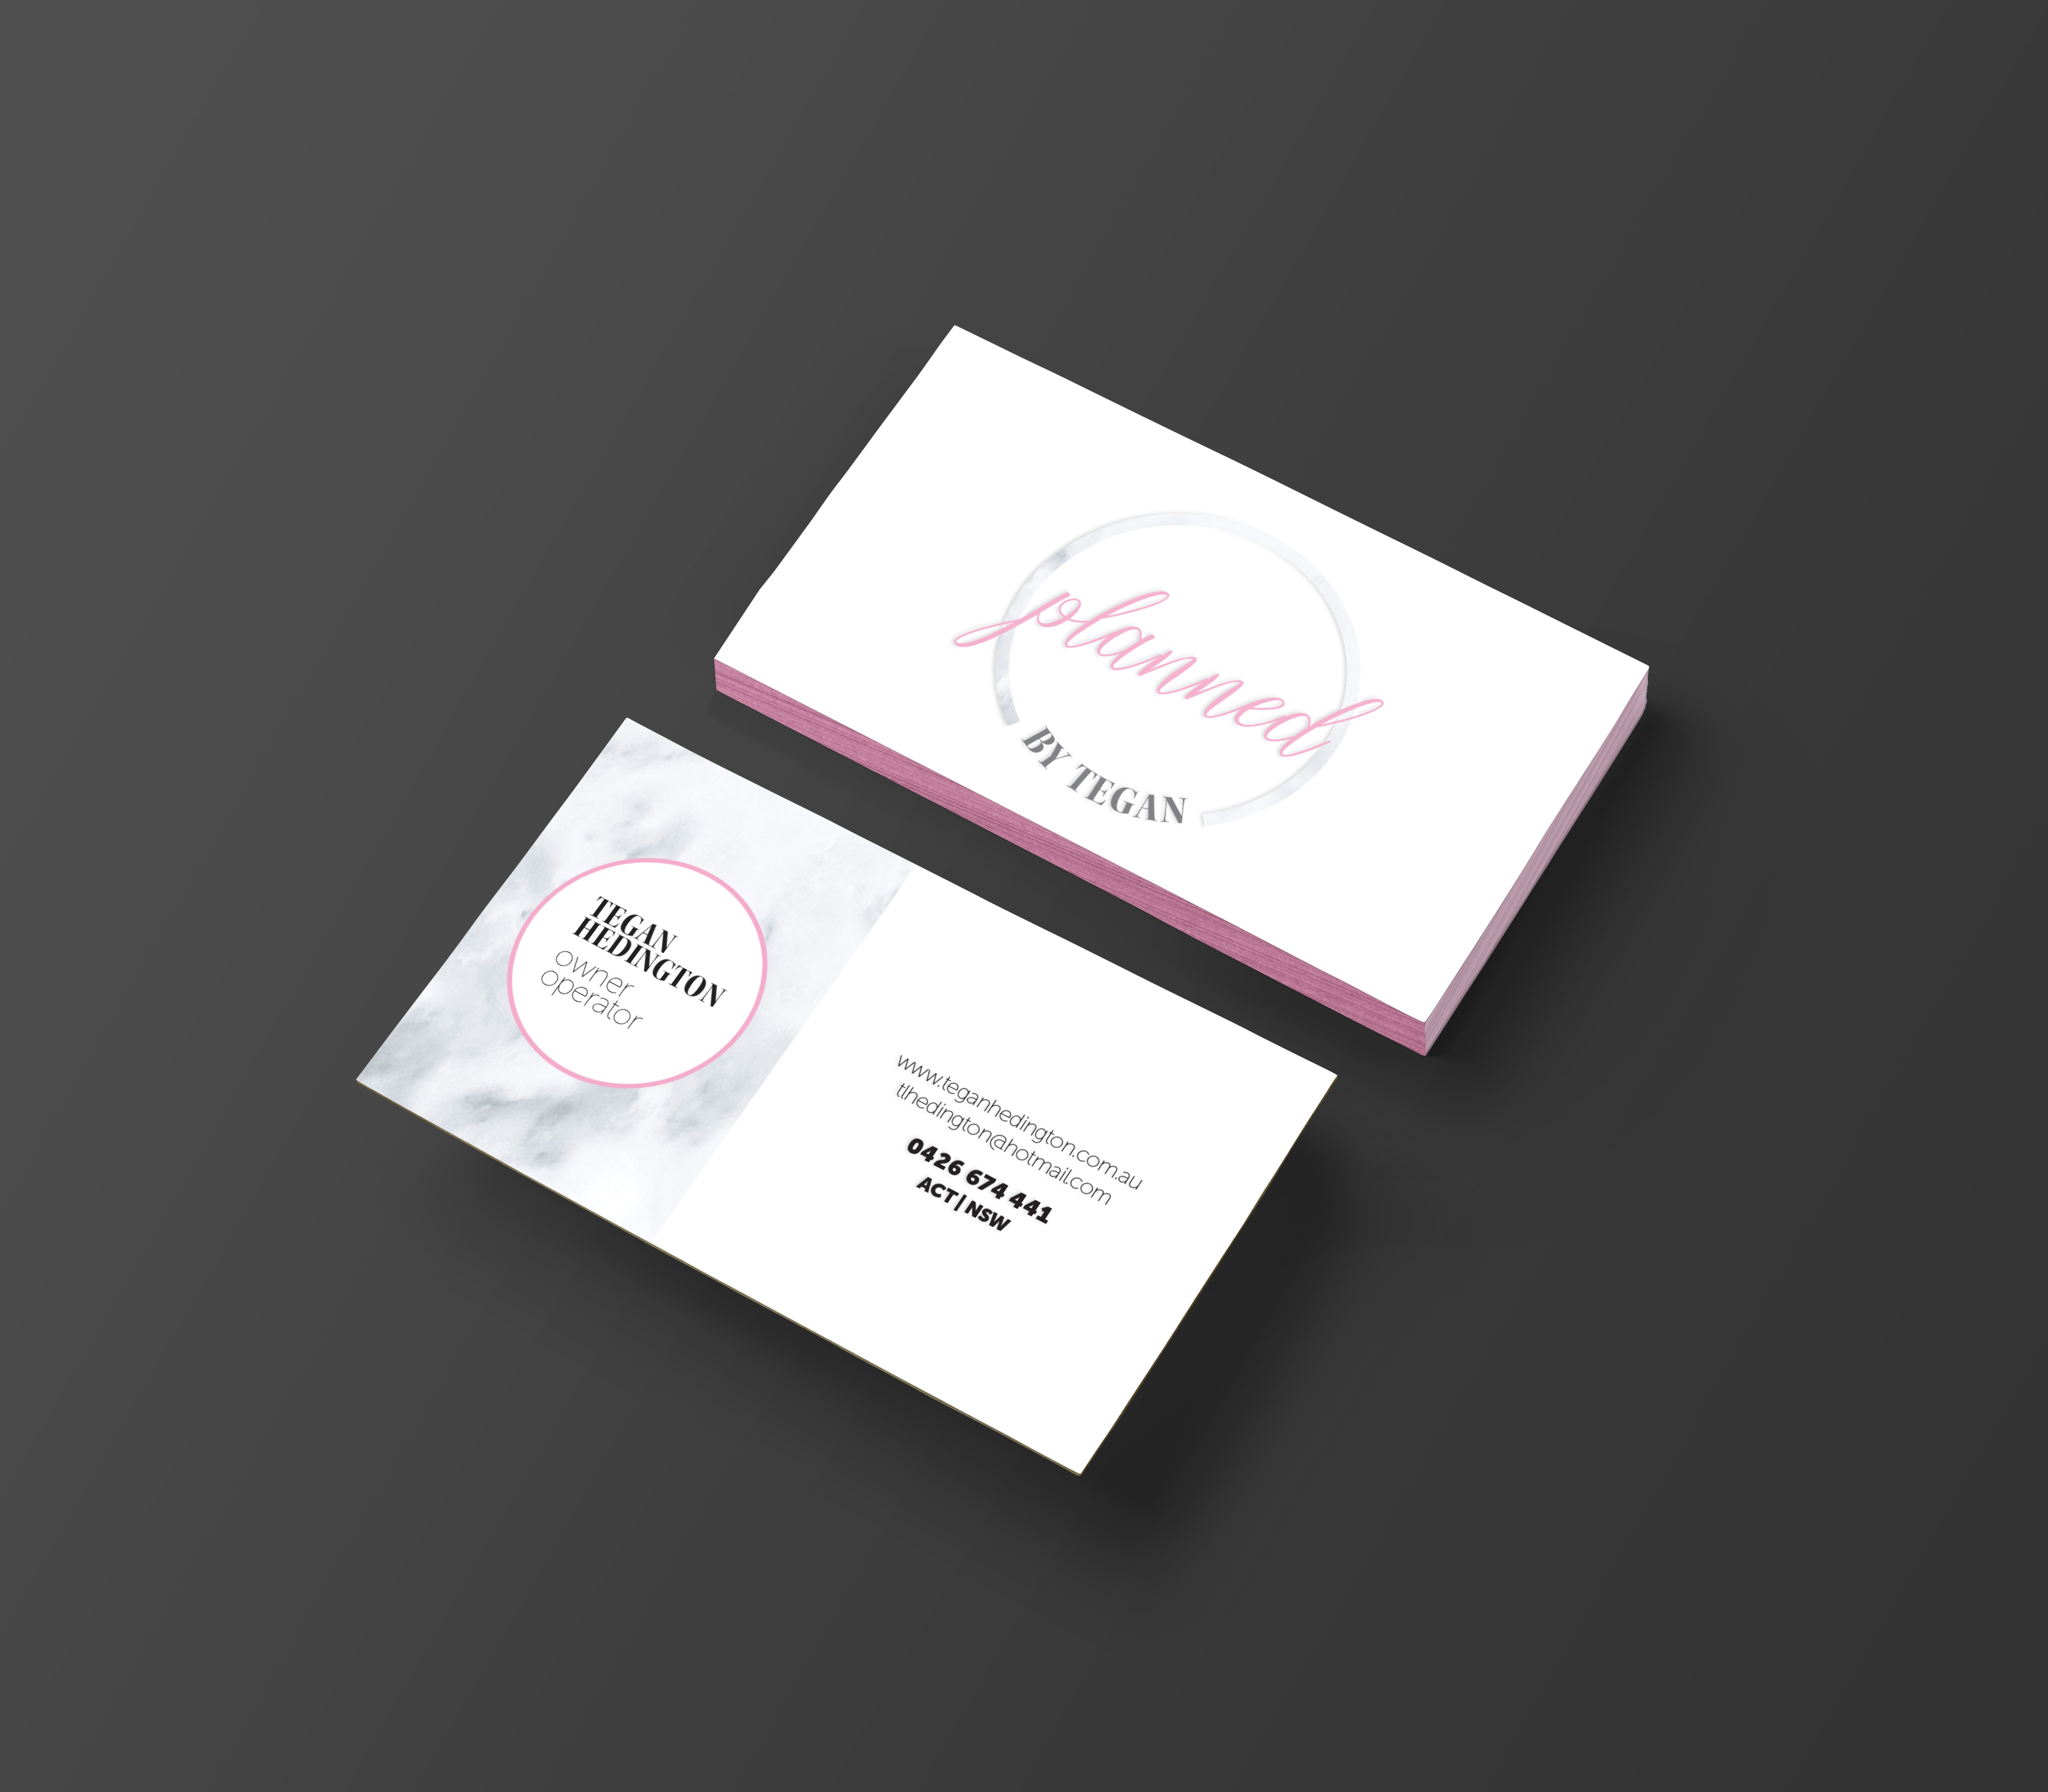 planned
BY TEGAN
TEGAN
HEDINGTON
owner
operator
www.teganhedington.com.au
tlhedington@hotmail.com
0426 674 441
ACT | NSW